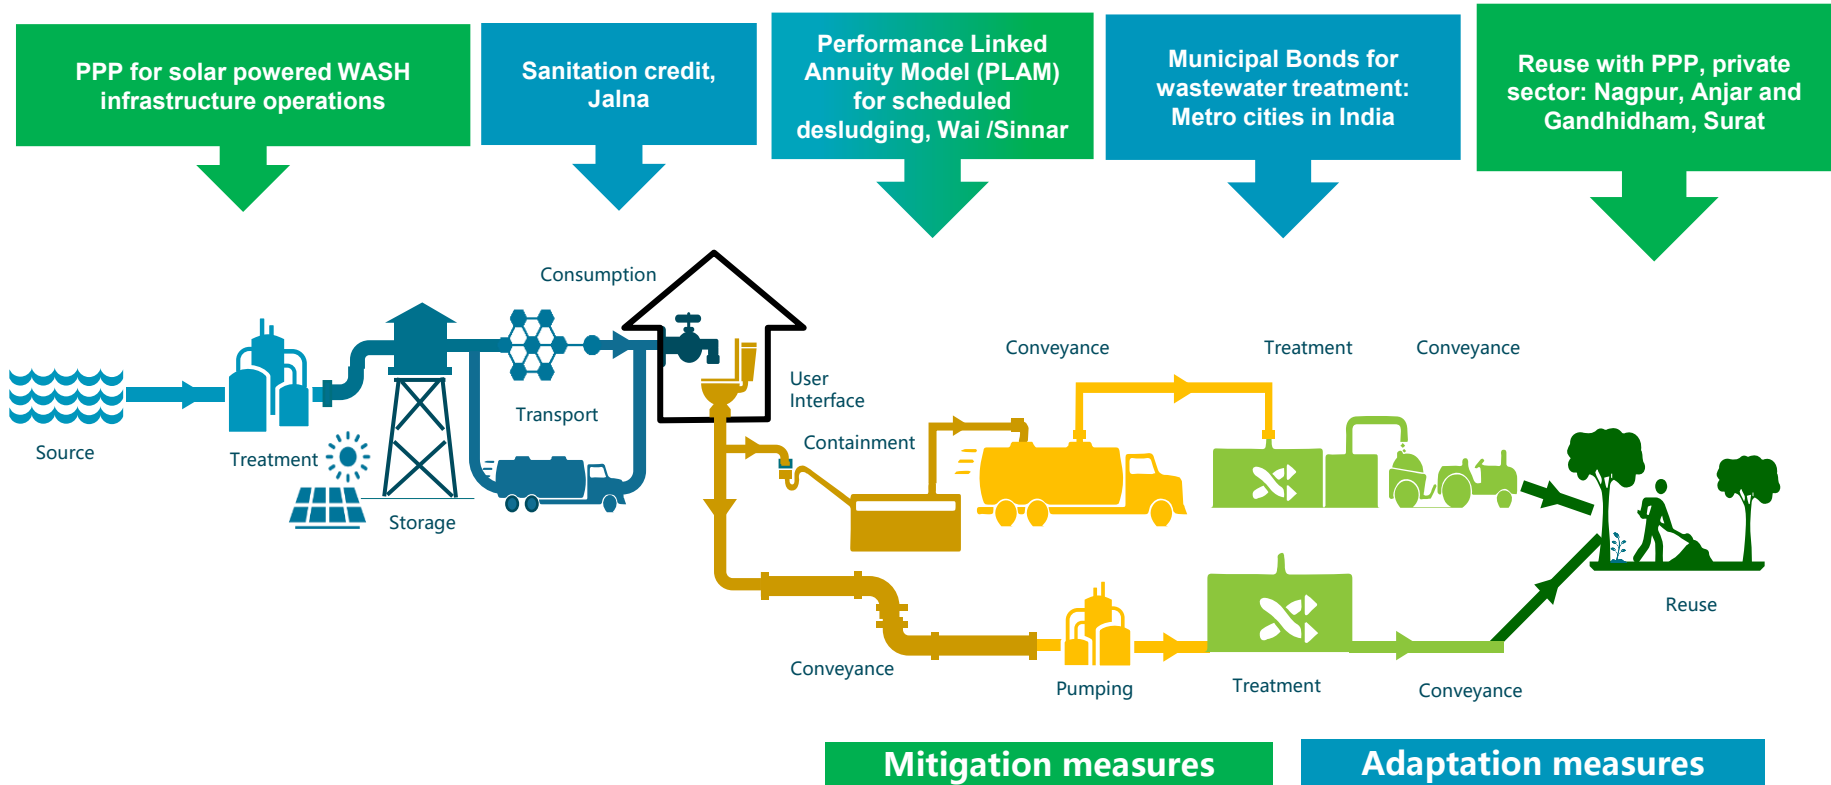 PPP for solar powered WASH
infrastructure operations
Sanitation credit,
Jalna
Performance Linked
Annuity Model (PLAM)
for scheduled
desludging, Wai /Sinnar
Municipal Bonds for
wastewater treatment:
Metro cities in India
Reuse with PPP, private
sector: Nagpur, Anjar and
Gandhidham, Surat
Consumption
Source
Treatment
Storage
Transport
User
Interface
Containment
Conveyance
Treatment
Conveyance
Conveyance
Pumping
Treatment
Conveyance
Reuse
Mitigation measures
Adaptation measures